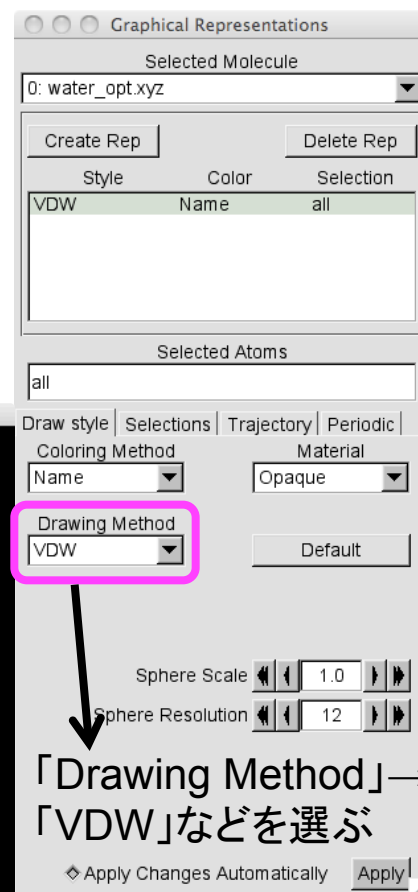 Graphical Representations
Selected Molecule
0: water_opt.xyz
Create Rep Delete Rep
Style Color Selection
VDW Name all
Selected Atoms
all
Draw style Selections Trajectory Periodic
Coloring Method Material
Name Opaque
Drawing Method
VDW Default
Sphere Scale 1.0
Sphere Resolution 12
「Drawing Method」→
「VDW」などを選ぶ
Apply Changes Automatically Apply